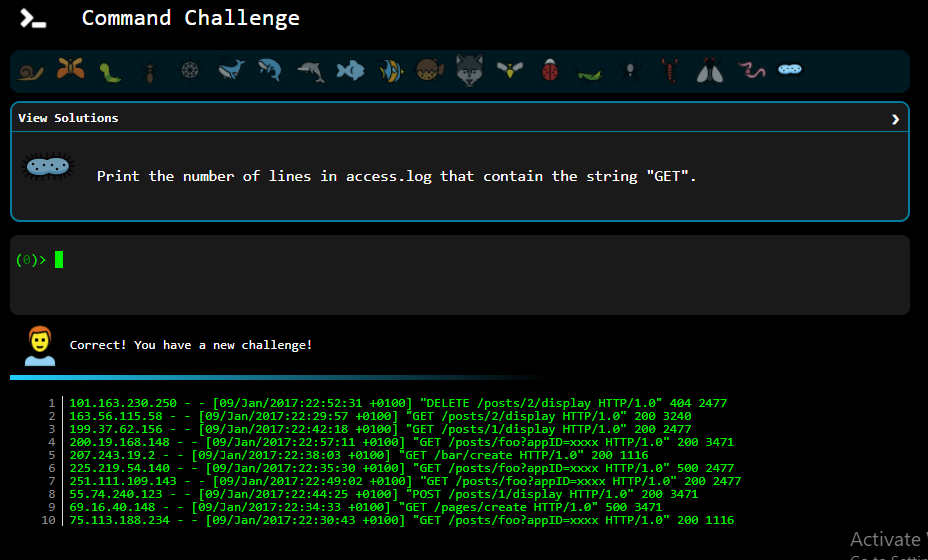 Command Challenge
View Solutions
Print the number of lines in access.log that contain the string "GET".
(0)>
Correct! You have a new challenge!
1 101.163.230.250 - - [09/Jan/2017:22:52:31 +0100] "DELETE /posts/2/display HTTP/1.0" 404 2477
2 163.56.115.58 - - [09/Jan/2017:22:29:57 +0100] "GET /posts/2/display HTTP/1.0" 200 3240
3 199.37.62.156 - - [09/Jan/2017:22:42:18 +0100] "GET /posts/1/display HTTP/1.0" 200 2477
4 200.19.168.148 - - [09/Jan/2017:22:57:11 +0100] "GET /posts/foo?appID=xxxx HTTP/1.0" 200 3471
5 207.243.19.2 - - [09/Jan/2017:22:38:03 +0100] "GET /bar/create HTTP/1.0" 200 1116
6 225.219.54.140 - - [09/Jan/2017:22:35:30 +0100] "GET /posts/foo?appID=xxxx HTTP/1.0" 500 2477
7 251.111.109.143 - - [09/Jan/2017:22:49:02 +0100] "GET /posts/foo?appID=xxxx HTTP/1.0" 200 2477
8 55.74.240.123 - - [09/Jan/2017:22:44:25 +0100] "POST /posts/1/display HTTP/1.0" 200 3471
9 69.16.40.148 - - [09/Jan/2017:22:34:33 +0100] "GET /pages/create HTTP/1.0" 500 3471
10 75.113.188.234 - - [09/Jan/2017:22:30:43 +0100] "GET /posts/foo?appID=xxxx HTTP/1.0" 200 1116
Activate